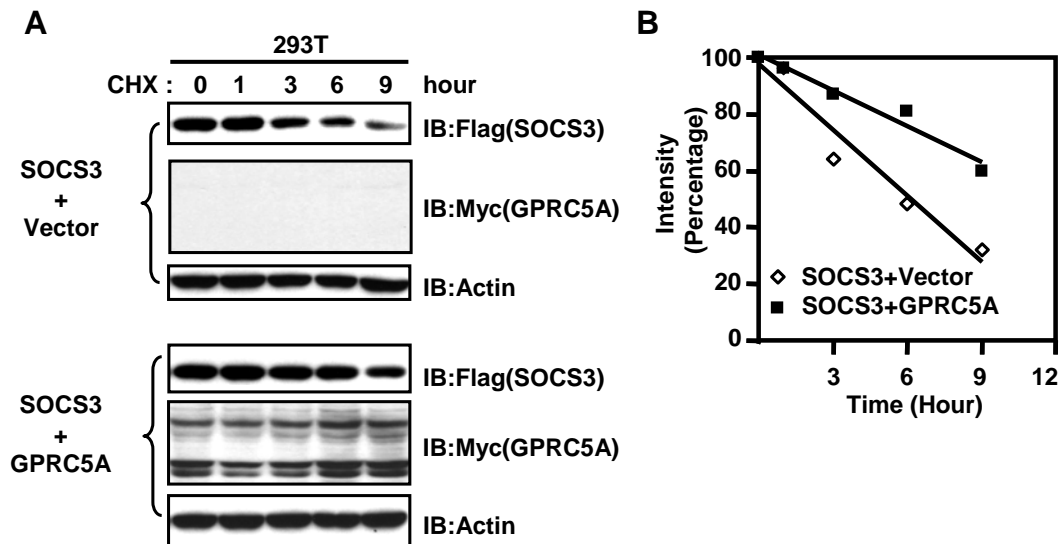 A
293T
CHX : 0 1 3 6 9 hour
SOCS3
+
Vector
IB:Flag(SOCS3)
IB:Myc(GPRC5A)
IB:Actin
SOCS3
+
GPRC5A
IB:Flag(SOCS3)
IB:Myc(GPRC5A)
IB:Actin
B
Intensity
(Percentage)
100
80
60
40
20
0
SOCS3+Vector
SOCS3+GPRC5A
3 6 9 12
Time (Hour)